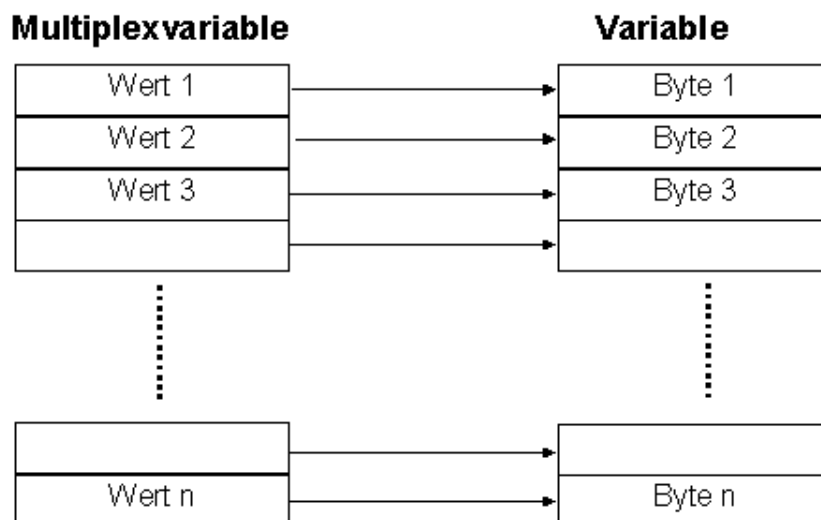 Multiplexvariable Variable
Wert 1 Byte 1
Wert 2 Byte 2
Wert 3 Byte 3
Wert n Byte n